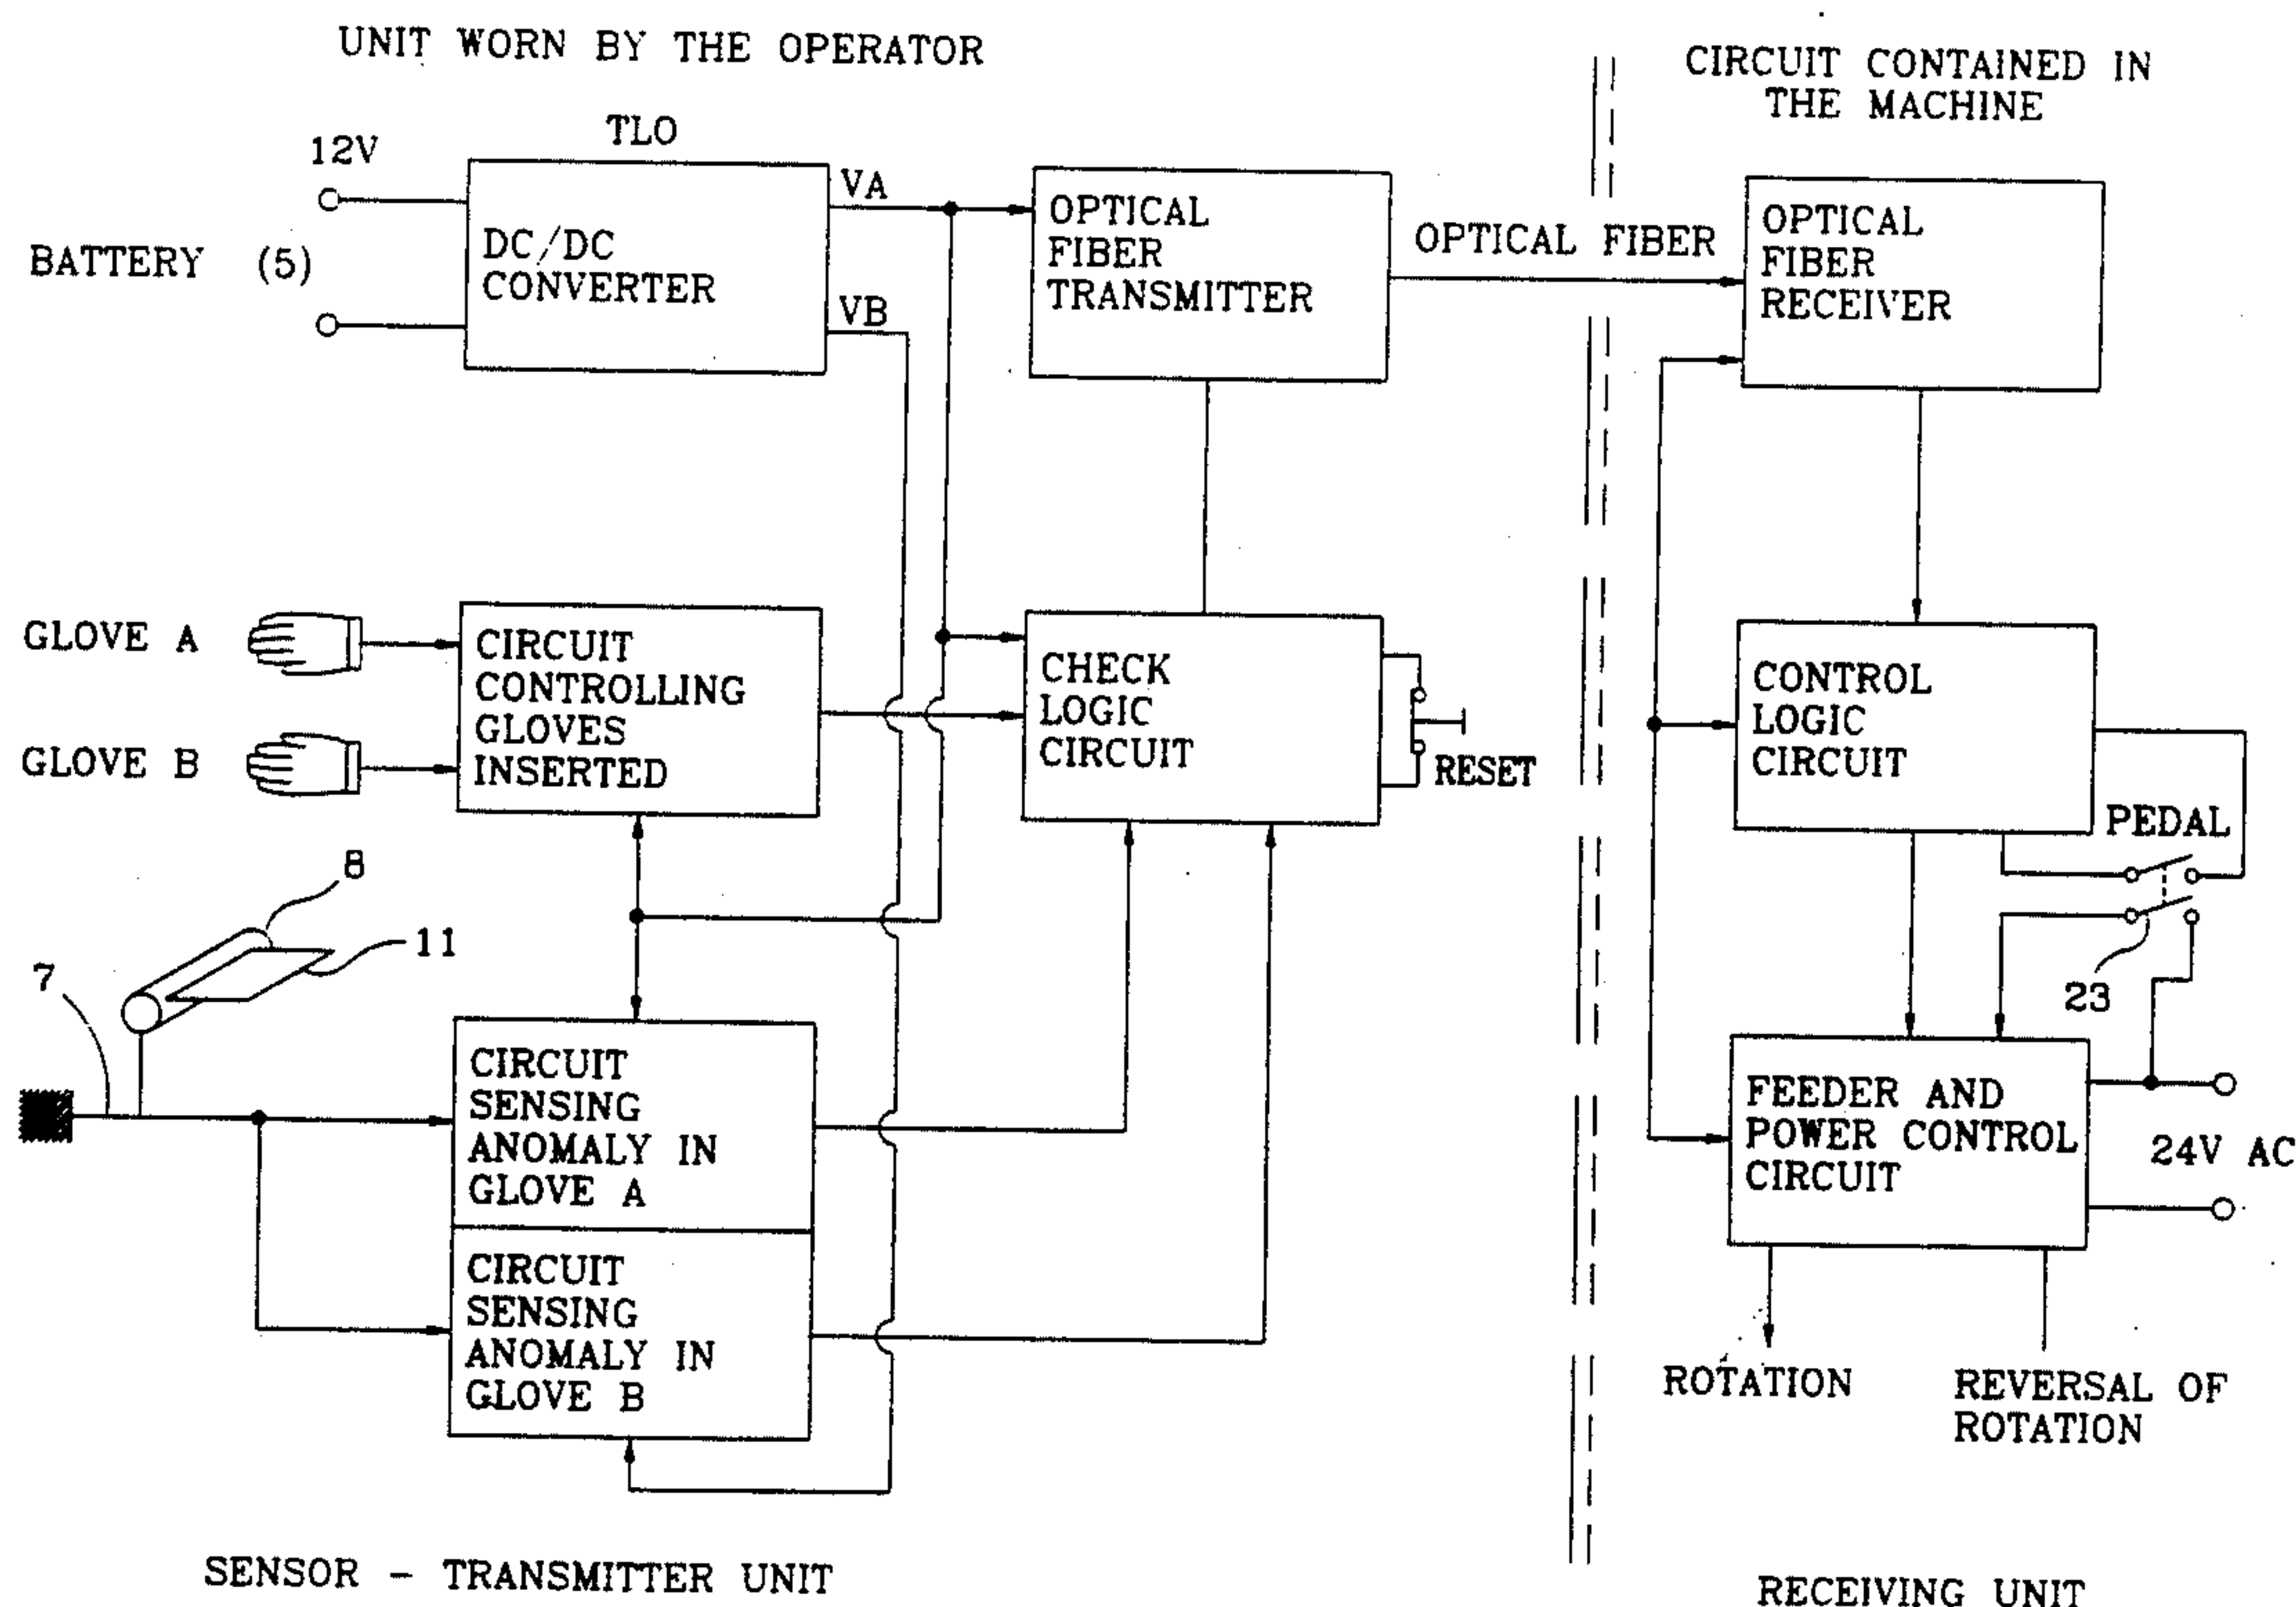 UNIT WORN BY THE OPERATOR
CIRCUIT CONTAINED IN
THE MACHINE
TLO
12V
VA
DC/DC
CONVERTER
BATTERY (5)
VB
OPTICAL
FIBER
TRANSMITTER
OPTICAL FIBER
OPTICAL
FIBER
RECEIVER
GLOVE A
GLOVE B
CIRCUIT
CONTROLLING
GLOVES
INSERTED
CHECK
LOGIC
CIRCUIT
RESET
CONTROL
LOGIC
CIRCUIT
PEDAL
8
11
7
23
CIRCUIT
SENSING
ANOMALY IN
GLOVE A
CIRCUIT
SENSING
ANOMALY IN
GLOVE B
FEEDER AND
POWER CONTROL
CIRCUIT
24V AC
ROTATION
REVERSAL OF
ROTATION
SENSOR - TRANSMITTER UNIT
RECEIVING UNIT